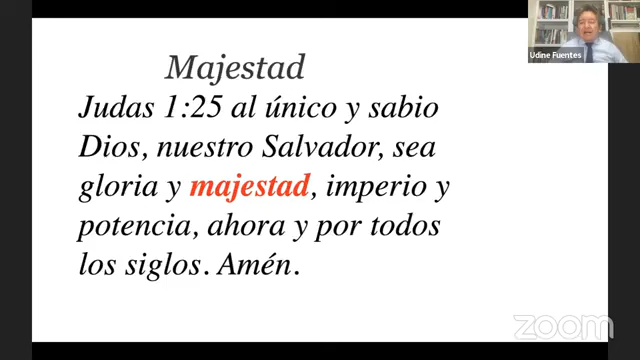 Majestad
Judas 1:25 al único y sabio
Dios, nuestro Salvador, sea
gloria y majestad, imperio y
potencia, ahora y por todos
los siglos. Amén.
Udine Fuentes
zoom